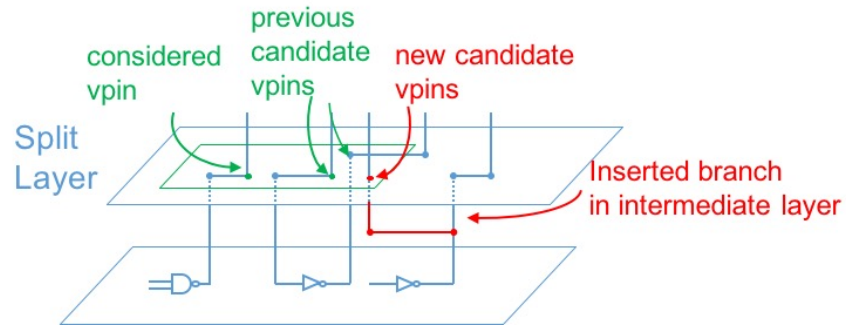 previous
candidate
vpins
considered
vpin
new candidate
vpins
Split
Layer
Inserted branch
in intermediate layer